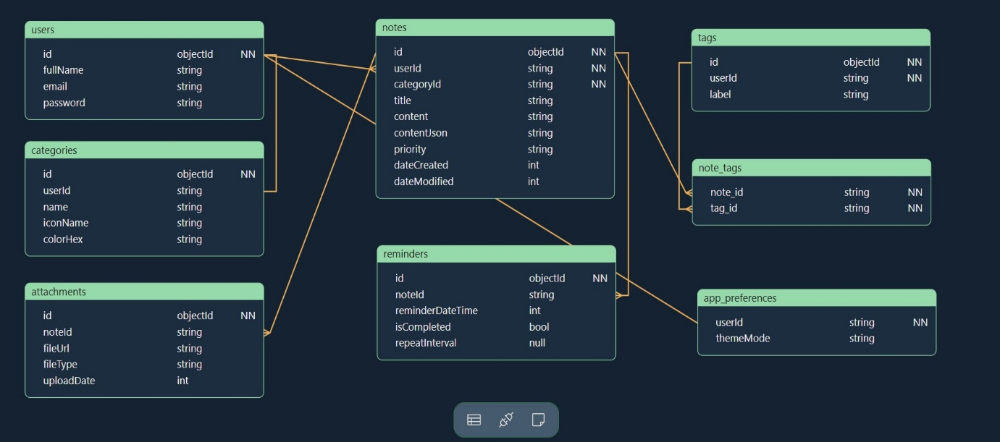 users
id objectId NN
fullName string
email string
password string
categories
id objectId NN
userId string
name string
iconName string
colorHex string
attachments
id objectId NN
noteId string
fileUrl string
fileType string
uploadDate int
notes
id objectId NN
userId string NN
categoryId string NN
title string
content string
contentJson string
priority string
dateCreated int
dateModified int
reminders
id objectId NN
noteId string
reminderDateTime int
isCompleted bool
repeatInterval null
tags
id objectId NN
userId string NN
label string
note_tags
note_id string NN
tag_id string NN
app_preferences
userId string NN
themeMode string